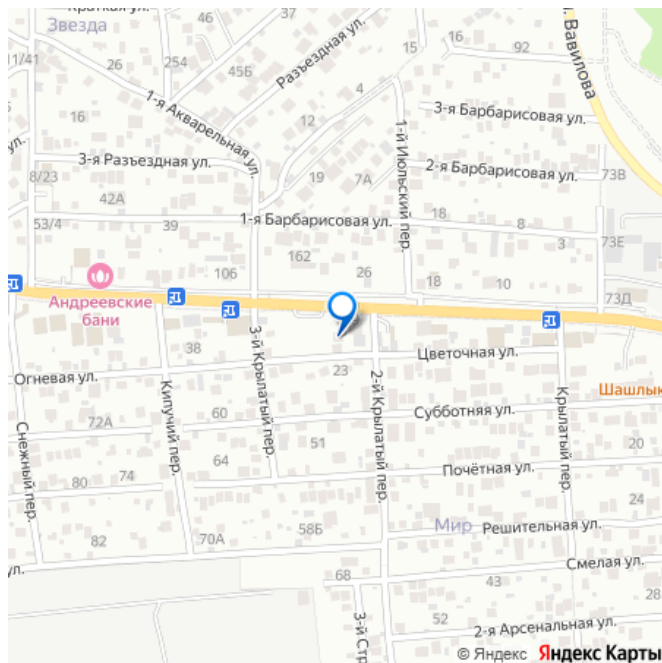 Краткая ул.
37
Звезда
11/41
26
254
45Б
Разъездная ул.
15
16
92
ул. Вавилова
1-я Акварельная ул.
4
12
16
3-я Барбарисовая ул.
1-й Июльский пер.
ул.
3-я Разъездная ул.
8/23
19
7А
2-я Барбарисовая ул.
73В
42А
53/4
39
1-я Барбарисовая ул.
18
8
3
73Е
162
26
18
10
106
73Д
Андреевские
бани
38
3-й Крылатый пер.
23
Цветочная ул.
Огневая ул.
Кипучий пер.
2-й Крылатый пер.
Крылатый пер.
Шашлык
72А
60
Субботняя ул.
Снежный пер.
51
20
80
74
64
Почётная ул.
24
58Б
Мир
Решительная ул.
82
70А
ул.
68
43
Смелая ул.
28
52
3-й Стр
2-я Арсенальная ул.
© Яндекс Яндекс Карты